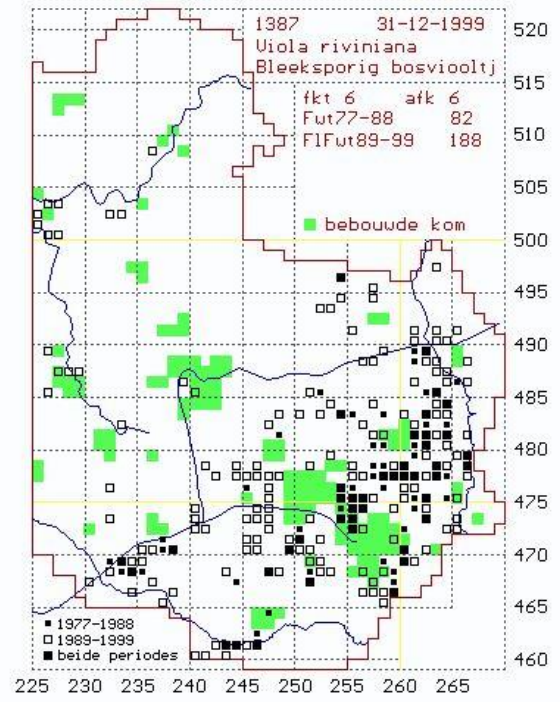 1387 31-12-1999
Viola riviniana
Bleeksporig bosviooltj
fkt 6 afk 6
Fwt77-88 82
FlFwt89-99 188
bebouwde kom
520
515
510
505
500
495
490
485
480
475
470
465
460
1977-1988
1989-1999
beide periodes
225 230 235 240 245 250 255 260 265